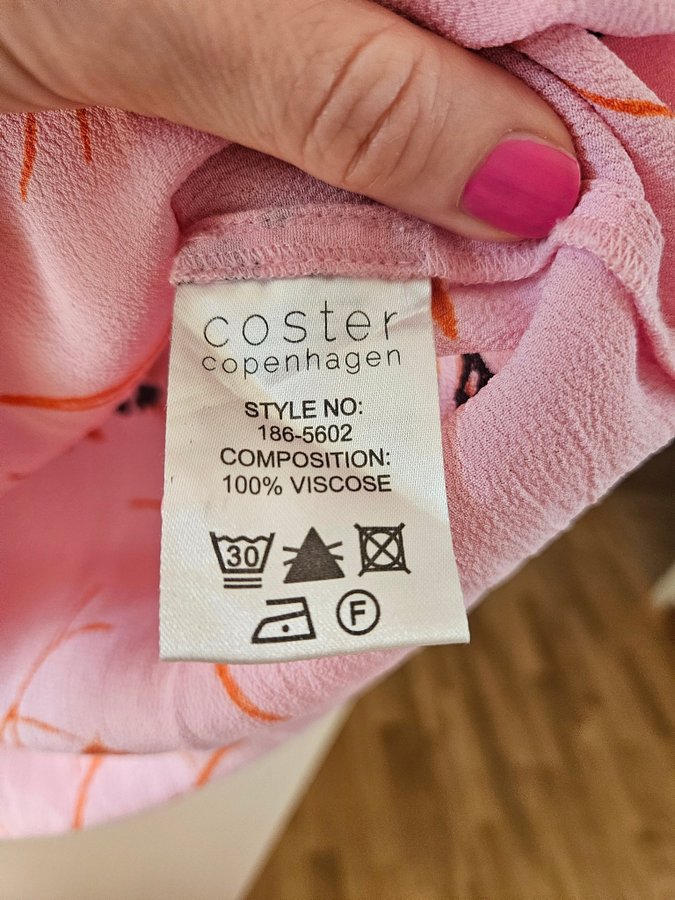 coster
copenhagen
STYLE NO:
186-5602
COMPOSITION:
100% VISCOSE
30
F